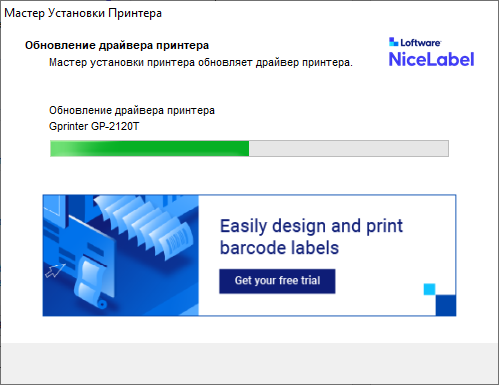 Мастер Установки Принтера
Обновление драйвера принтера
Мастер установки принтера обновляет драйвер принтера.
Loftware
NiceLabel
Обновление драйвера принтера
Gprinter GP-2120T
Easily design and print
barcode labels
Get your free trial